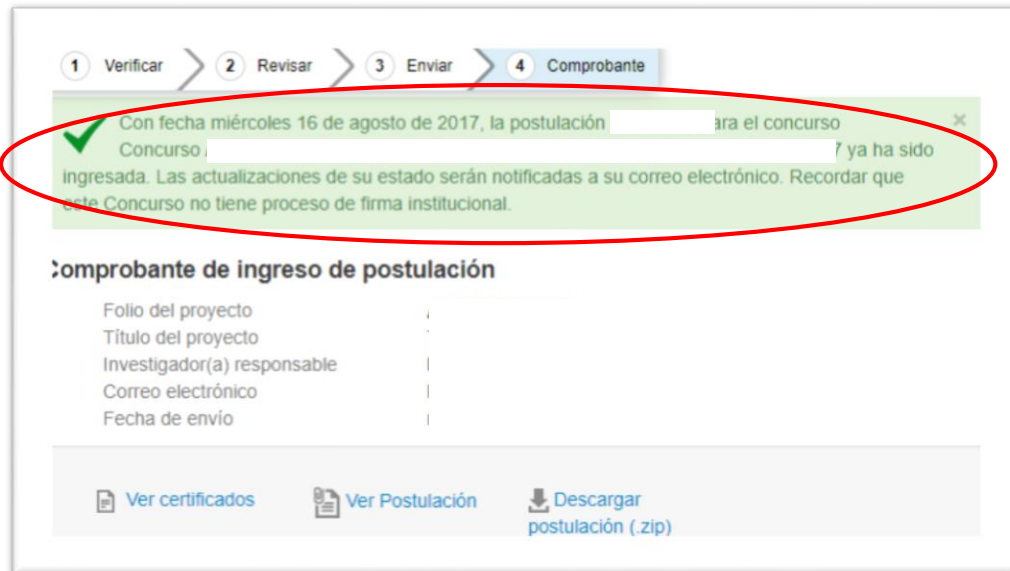 1 Verificar 2 Revisar 3 Enviar 4 Comprobante
Con fecha miércoles 16 de agosto de 2017, la postulación ara el concurso
Concurso 7 ya ha sido
ingresada. Las actualizaciones de su estado serán notificadas a su correo electrónico. Recordar que
este Concurso no tiene proceso de firma institucional.
Comprobante de ingreso de postulación
Folio del proyecto
Título del proyecto
Investigador(a) responsable
Correo electrónico
Fecha de envío
Ver certificados Ver Postulación Descargar
postulación (.zip)